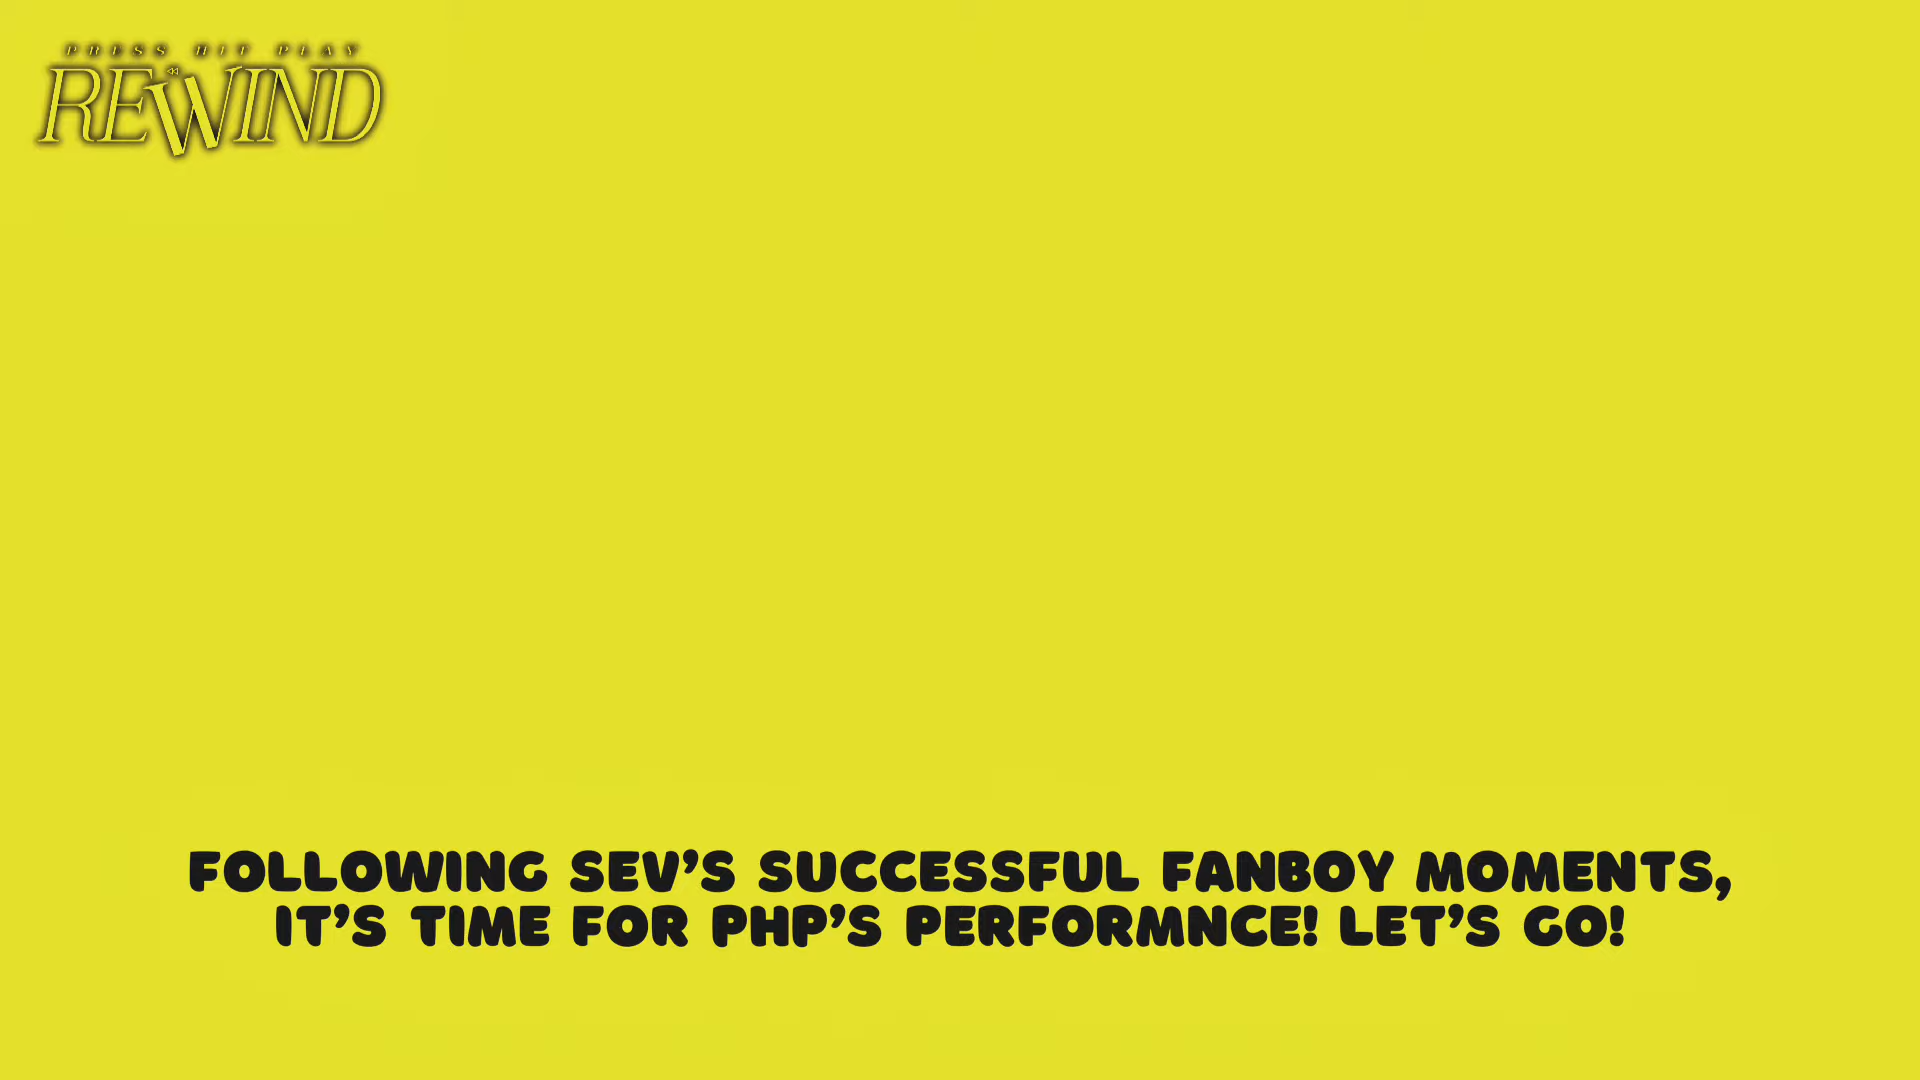 PRESS HIT PLAY
REWIND
FOLLOWING SEV'S SUCCESSFUL FANBOY MOMENTS,
IT'S TIME FOR PHP'S PERFORMNCE! LET'S GO!